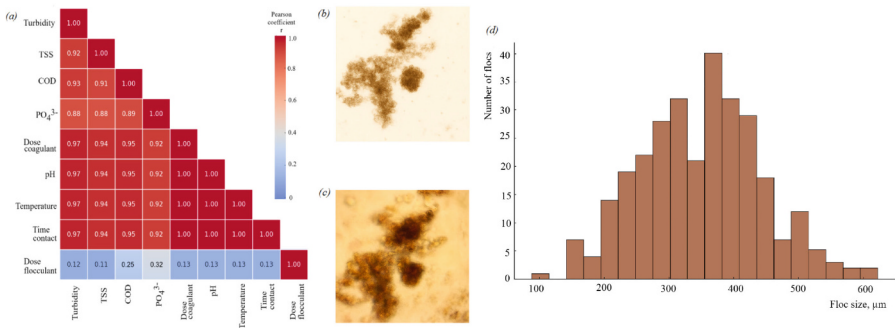 (a)
Pearson
coefficient
r
1.0
0.8
0.6
0.4
0.2
0
Turbidity 1.00
TSS 0.92 1.00
COD 0.93 0.91 1.00
PO₄³⁻ 0.88 0.88 0.89 1.00
Dose
coagulant 0.97 0.94 0.95 0.92 1.00
pH 0.97 0.94 0.95 0.92 1.00 1.00
Temperature 0.97 0.94 0.95 0.92 1.00 1.00 1.00
Time
contact 0.97 0.94 0.95 0.92 1.00 1.00 1.00 1.00
Dose
flocculant 0.12 0.11 0.25 0.32 0.13 0.13 0.13 0.13 1.00
Turbidity
TSS
COD
PO₄³⁻
Dose
coagulant
pH
Temperature
Time
contact
Dose
flocculant
(b)
(c)
(d)
Number of flocs
40
35
30
25
20
15
10
5
0
100 200 300 400 500 600
Floc size, µm